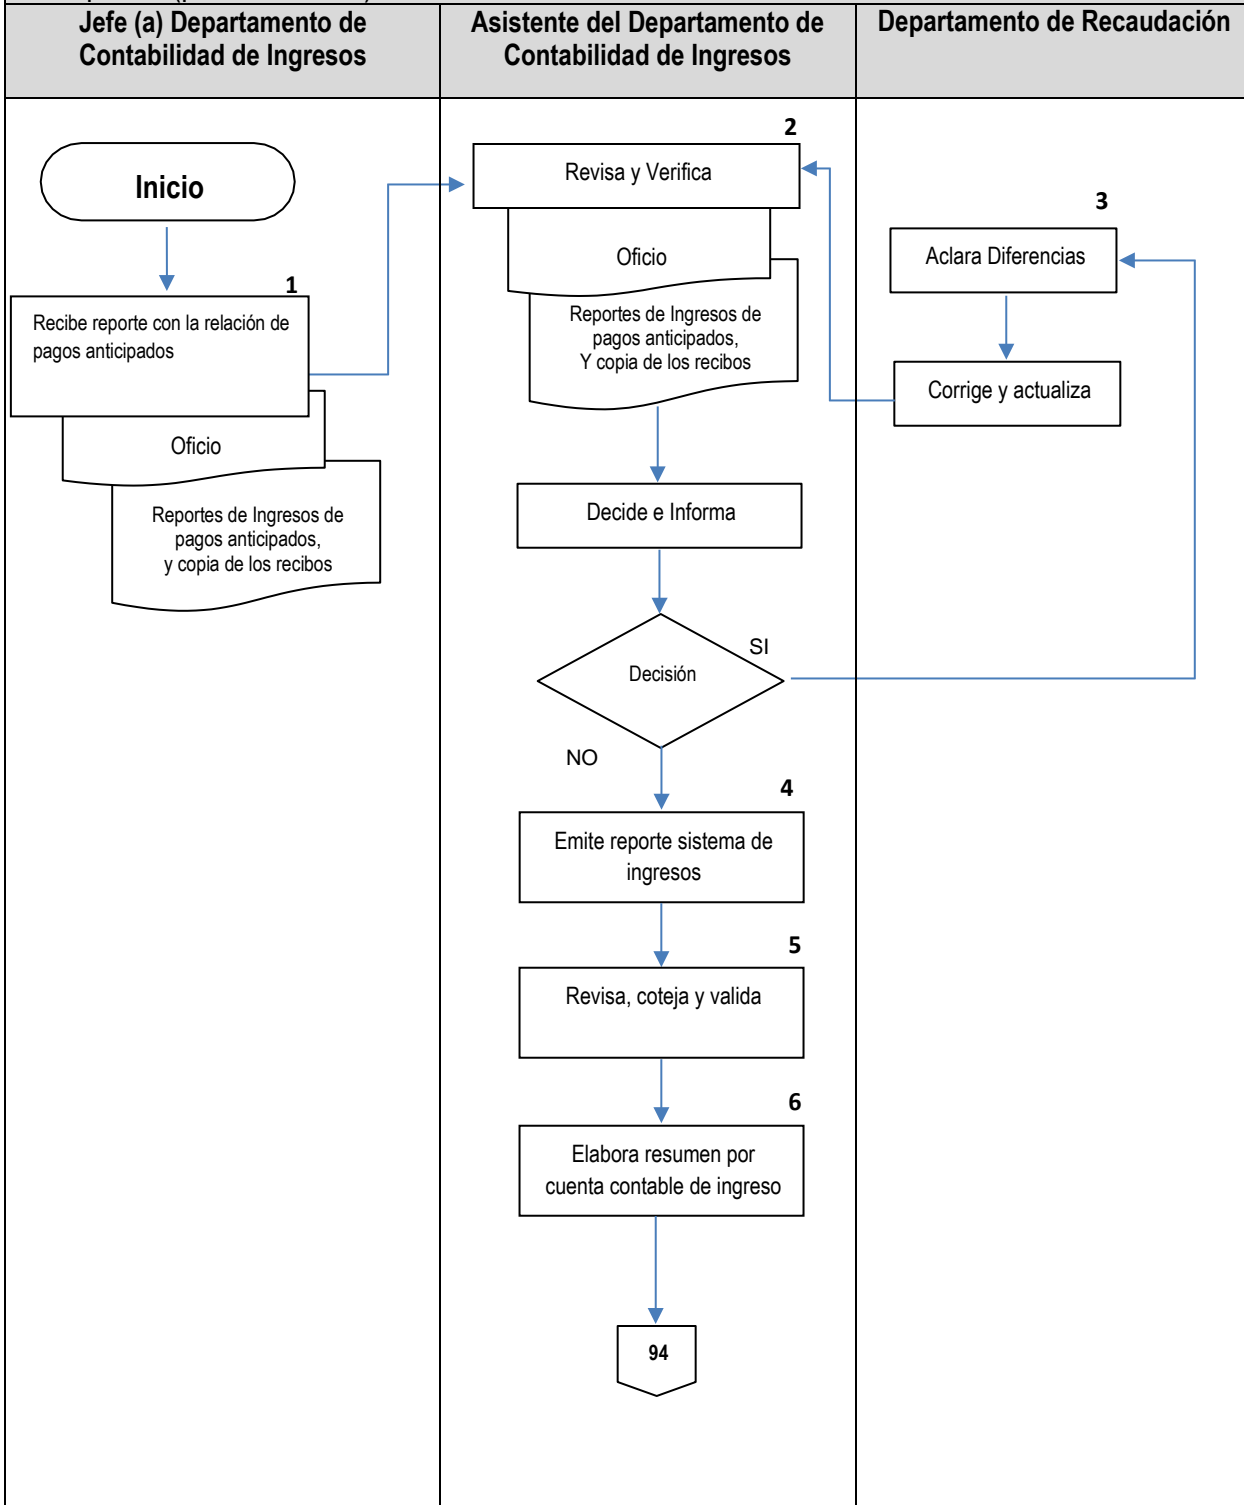 Jefe (a) Departamento de
Contabilidad de Ingresos
Asistente del Departamento de
Contabilidad de Ingresos
Departamento de Recaudación
Inicio
1
Recibe reporte con la relación de
pagos anticipados
Oficio
Reportes de Ingresos de
pagos anticipados,
y copia de los recibos
2
Revisa y Verifica
Oficio
Reportes de Ingresos de
pagos anticipados,
Y copia de los recibos
Decide e Informa
Decisión
SI
NO
3
Aclara Diferencias
Corrige y actualiza
4
Emite reporte sistema de
ingresos
5
Revisa, coteja y valida
6
Elabora resumen por
cuenta contable de ingreso
94